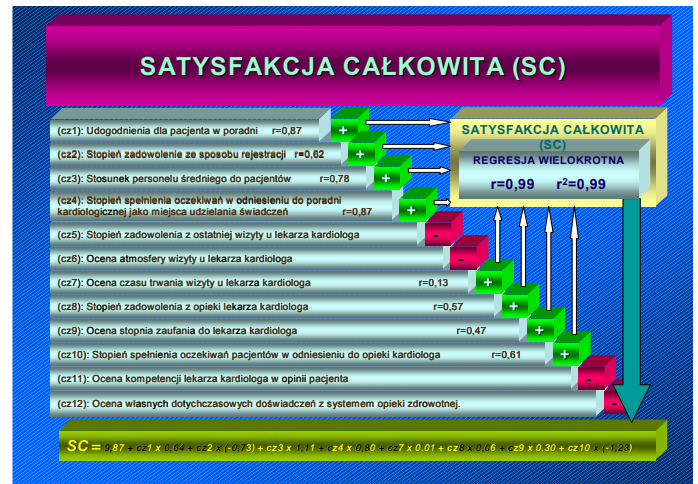 SATYSFAKCJA CAŁKOWITA (SC)
(cz1): Udogodnienia dla pacjenta w poradni r=0,87
+
(cz2): Stopień zadowolenie ze sposobu rejestracji r=0,62
+
(cz3): Stosunek personelu średniego do pacjentów r=0,78
+
(cz4): Stopień spełnienia oczekiwań w odniesieniu do poradni
kardiologicznej jako miejsca udzielania świadczeń r=0,87
+
(cz5): Stopień zadowolenia z ostatniej wizyty u lekarza kardiologa
-
(cz6): Ocena atmosfery wizyty u lekarza kardiologa
-
(cz7): Ocena czasu trwania wizyty u lekarza kardiologa r=0,13
+
(cz8): Stopień zadowolenia z opieki lekarza kardiologa r=0,57
+
(cz9): Ocena stopnia zaufania do lekarza kardiologa r=0,47
+
(cz10): Stopień spełnienia oczekiwań pacjentów w odniesieniu do opieki kardiologa r=0,61
+
(cz11): Ocena kompetencji lekarza kardiologa w opinii pacjenta
-
(cz12): Ocena własnych dotychczasowych doświadczeń z systemem opieki zdrowotnej.
-
SATYSFAKCJA CAŁKOWITA
(SC)
REGRESJA WIELOKROTNA
r=0,99 r²=0,99
SC = 9,87 + cz1 x 0,64 + cz2 x (-0,73) + cz3 x 1,11 + cz4 x 0,80 + cz7 x 0,01 + cz8 x 0,06 + cz9 x 0,30 + cz10 x (-1,23)